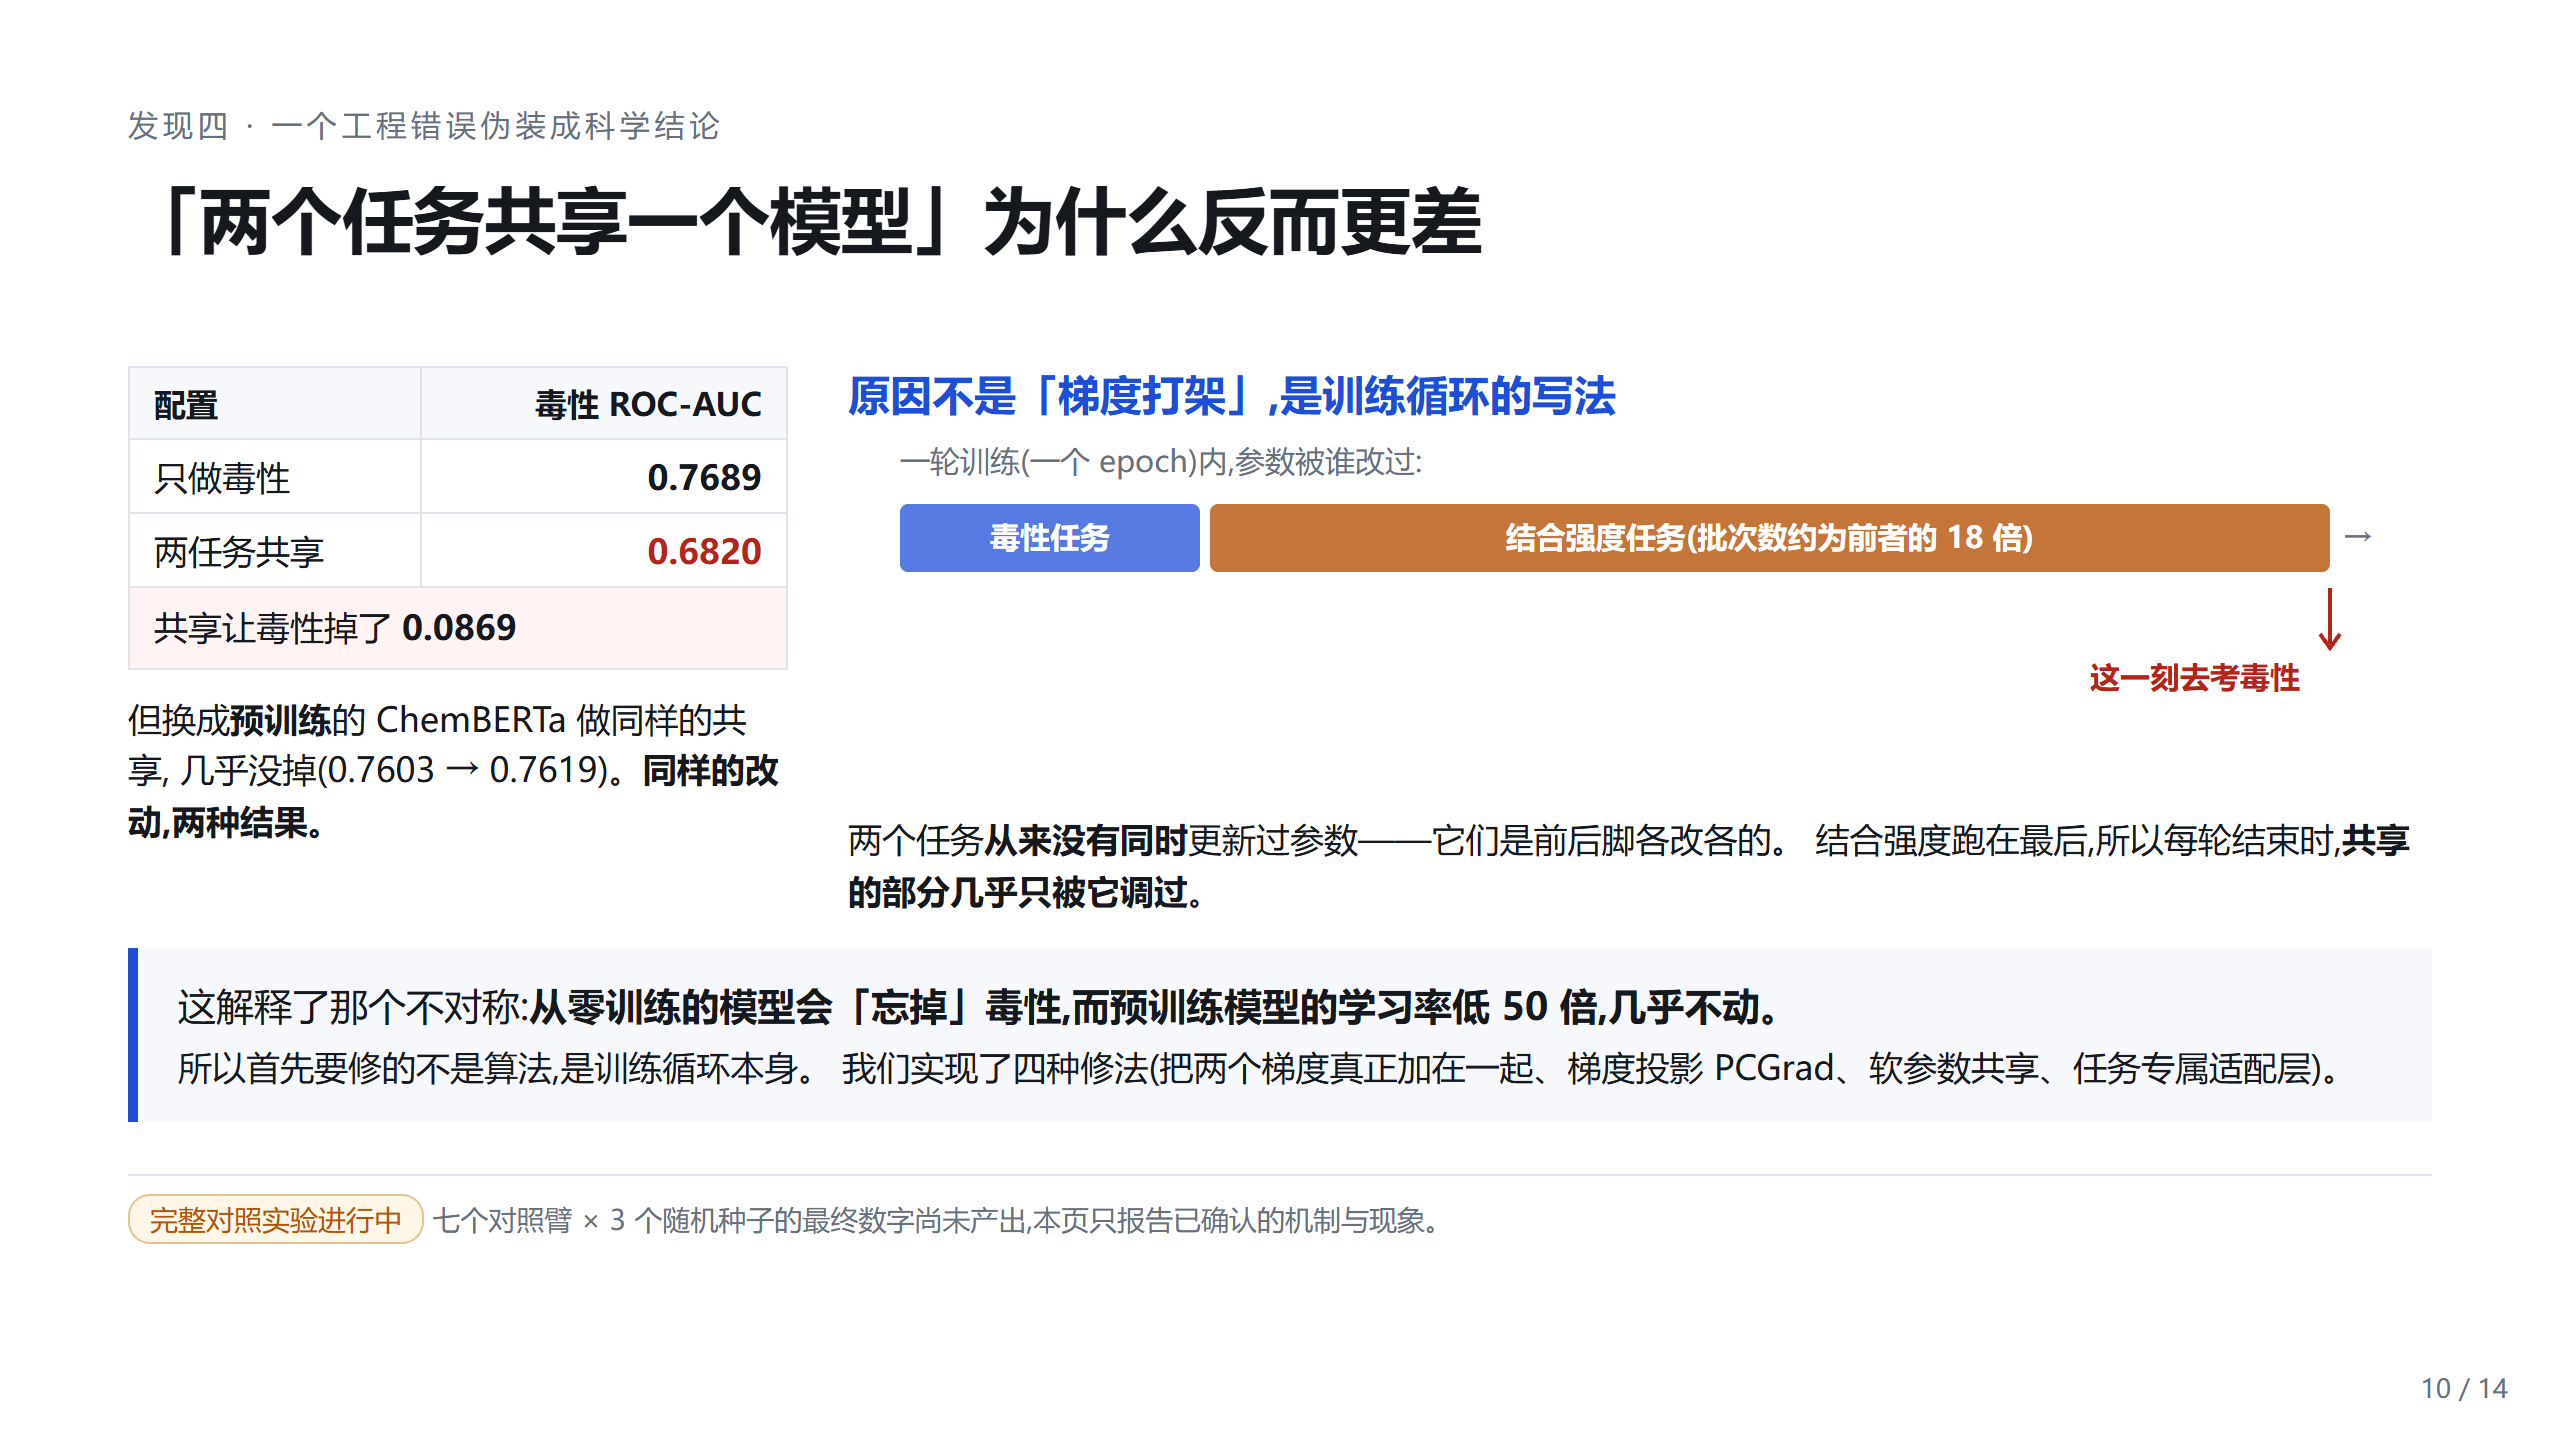 发现四 · 一个工程错误伪装成科学结论
「两个任务共享一个模型」为什么反而更差
配置 毒性 ROC-AUC
只做毒性 0.7689
两任务共享 0.6820
共享让毒性掉了 0.0869
但换成预训练的 ChemBERTa 做同样的共
享, 几乎没掉(0.7603 → 0.7619)。同样的改
动,两种结果。
原因不是「梯度打架」,是训练循环的写法
一轮训练(一个 epoch)内,参数被谁改过:
毒性任务 结合强度任务(批次数约为前者的 18 倍) →
这一刻去考毒性
两个任务从来没有同时更新过参数——它们是前后脚各改各的。 结合强度跑在最后,所以每轮结束时,共享
的部分几乎只被它调过。
这解释了那个不对称:从零训练的模型会「忘掉」毒性,而预训练模型的学习率低 50 倍,几乎不动。
所以首先要修的不是算法,是训练循环本身。 我们实现了四种修法(把两个梯度真正加在一起、梯度投影 PCGrad、软参数共享、任务专属适配层)。
完整对照实验进行中 七个对照臂 × 3 个随机种子的最终数字尚未产出,本页只报告已确认的机制与现象。
10 / 14